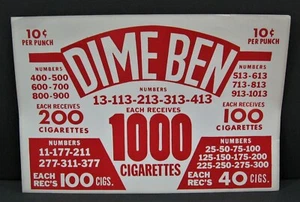 10¢
PER PUNCH
DIME BEN
10¢
PER PUNCH
NUMBERS
400-500
600-700
800-900
EACH RECEIVES
200
CIGARETTES
NUMBERS
13-113-213-313-413
EACH RECEIVES
1000
CIGARETTES
NUMBERS
513-613
713-813
913-1013
EACH RECEIVES
100
CIGARETTES
NUMBERS
11-177-211
277-311-377
EACH REC'S 100 CIGS.
NUMBERS
25-50-75-100
125-150-175-200
225-250-275-300
EACH REC'S 40 CIGS.